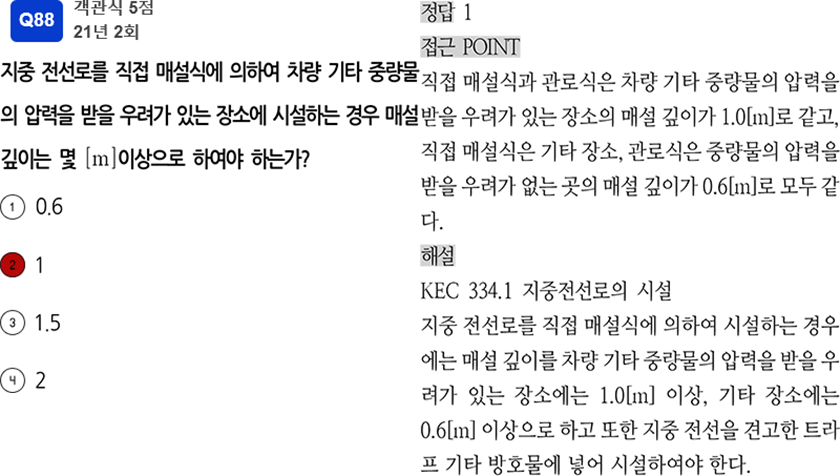 Q88
객관식 5점
21년 2회
지중 전선로를 직접 매설식에 의하여 차량 기타 중량물
의 압력을 받을 우려가 있는 장소에 시설하는 경우 매설
깊이는 몇 [m]이상으로 하여야 하는가?
① 0.6
② 1
③ 1.5
④ 2
정답 1
접근 POINT
직접 매설식과 관로식은 차량 기타 중량물의 압력을
받을 우려가 있는 장소의 매설 깊이가 1.0[m]로 같고,
직접 매설식은 기타 장소, 관로식은 중량물의 압력을
받을 우려가 없는 곳의 매설 깊이가 0.6[m]로 모두 같
다.
해설
KEC 334.1 지중전선로의 시설
지중 전선로를 직접 매설식에 의하여 시설하는 경우
에는 매설 깊이를 차량 기타 중량물의 압력을 받을 우
려가 있는 장소에는 1.0[m] 이상, 기타 장소에는
0.6[m] 이상으로 하고 또한 지중 전선을 견고한 트라
프 기타 방호물에 넣어 시설하여야 한다.